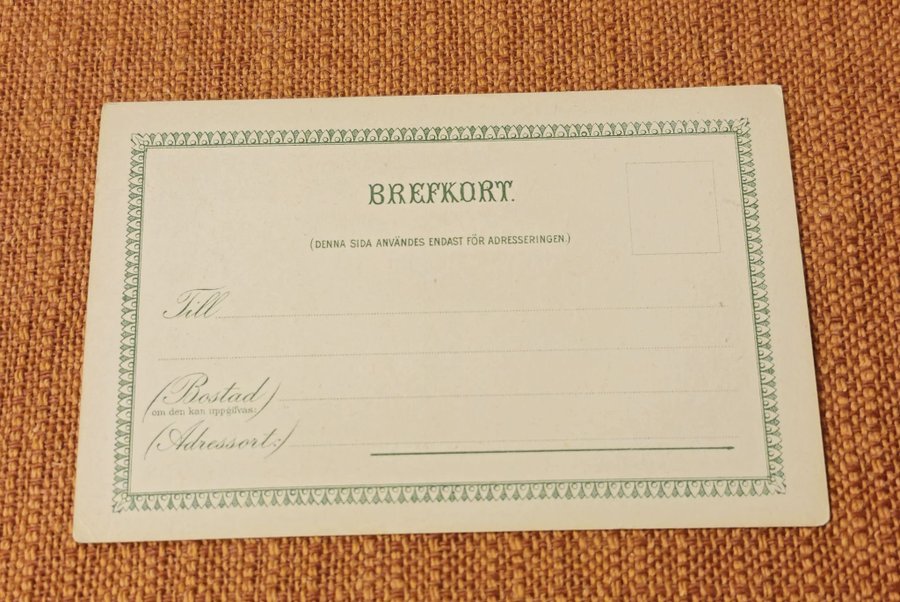 BREFKORT.
(DENNA SIDA ANVÄNDES ENDAST FÖR ADRESSERINGEN.)
Till
(Bostad)
om den kan uppgifvas:
(Adressort:)